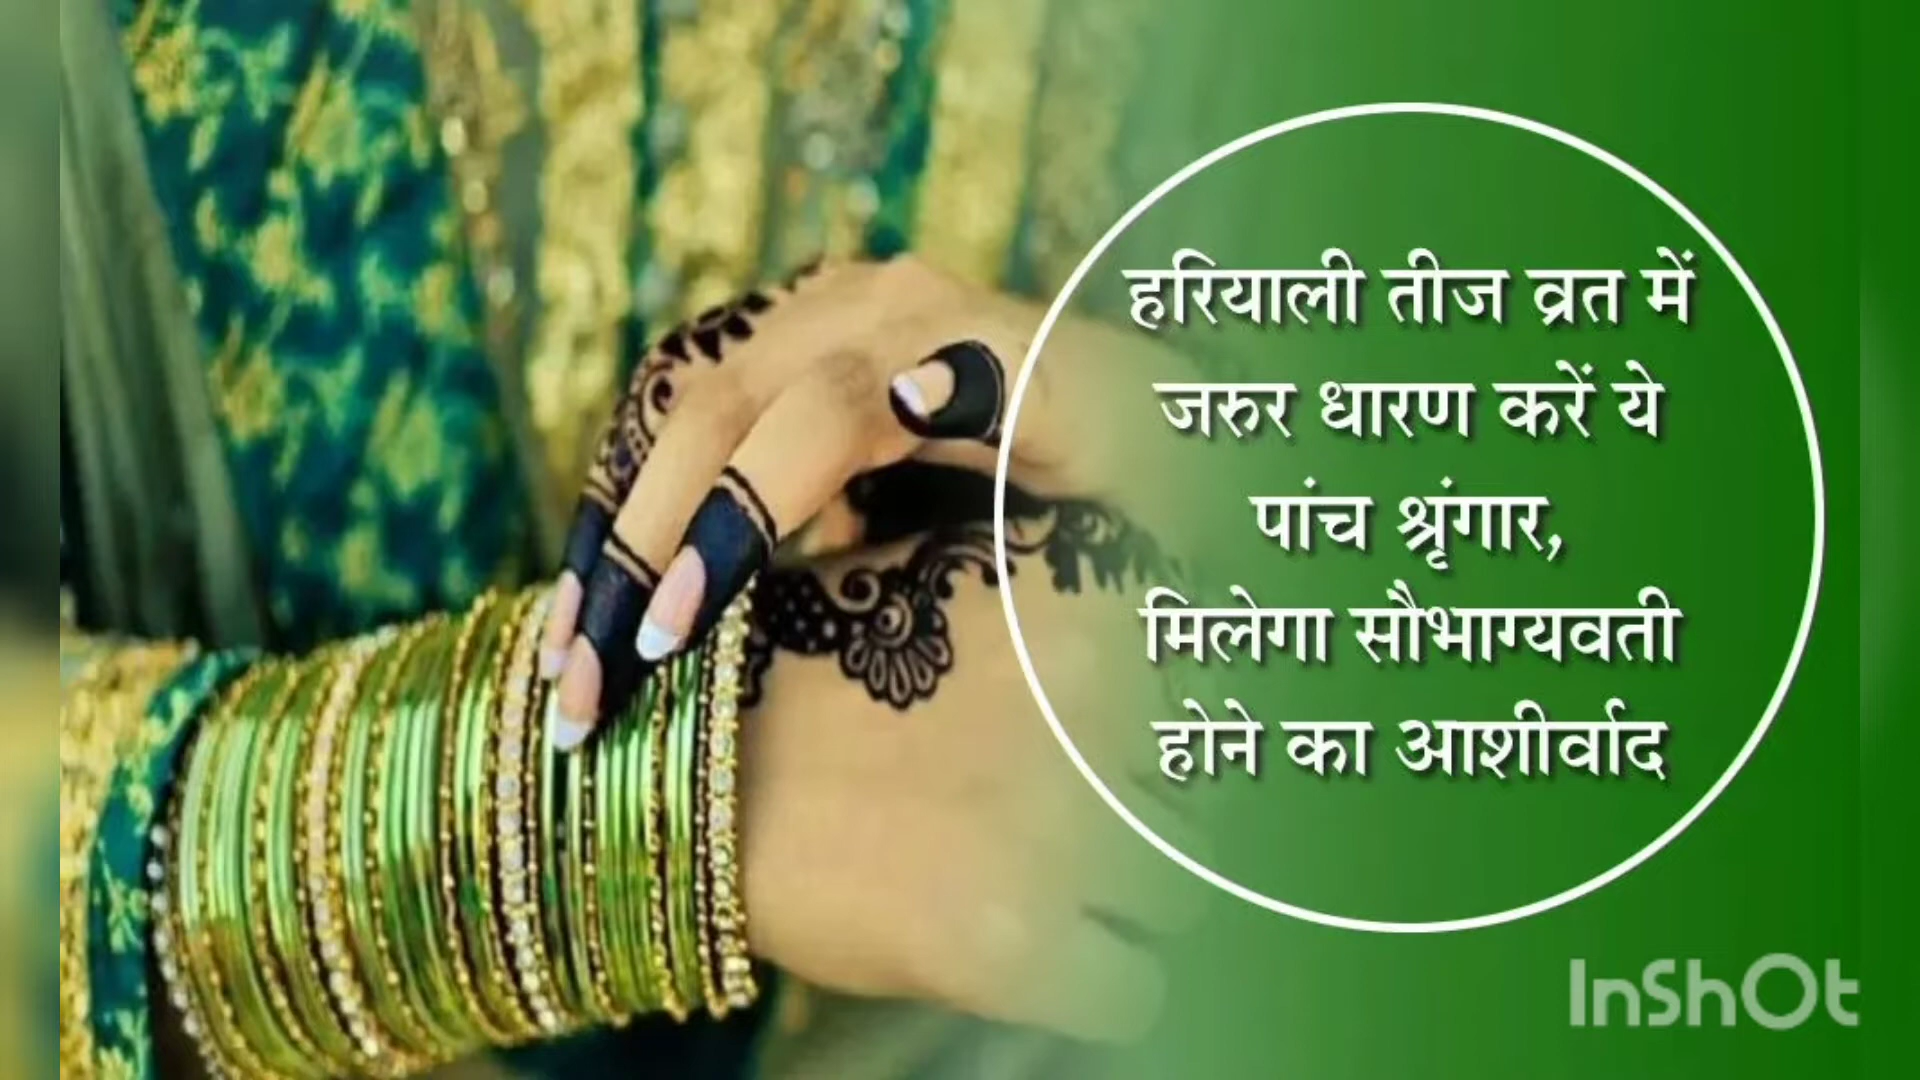 हरियाली तीज व्रत में
जरुर धारण करें ये
पांच श्रृंगार,
मिलेगा सौभाग्यवती
होने का आशीर्वाद
InShOt